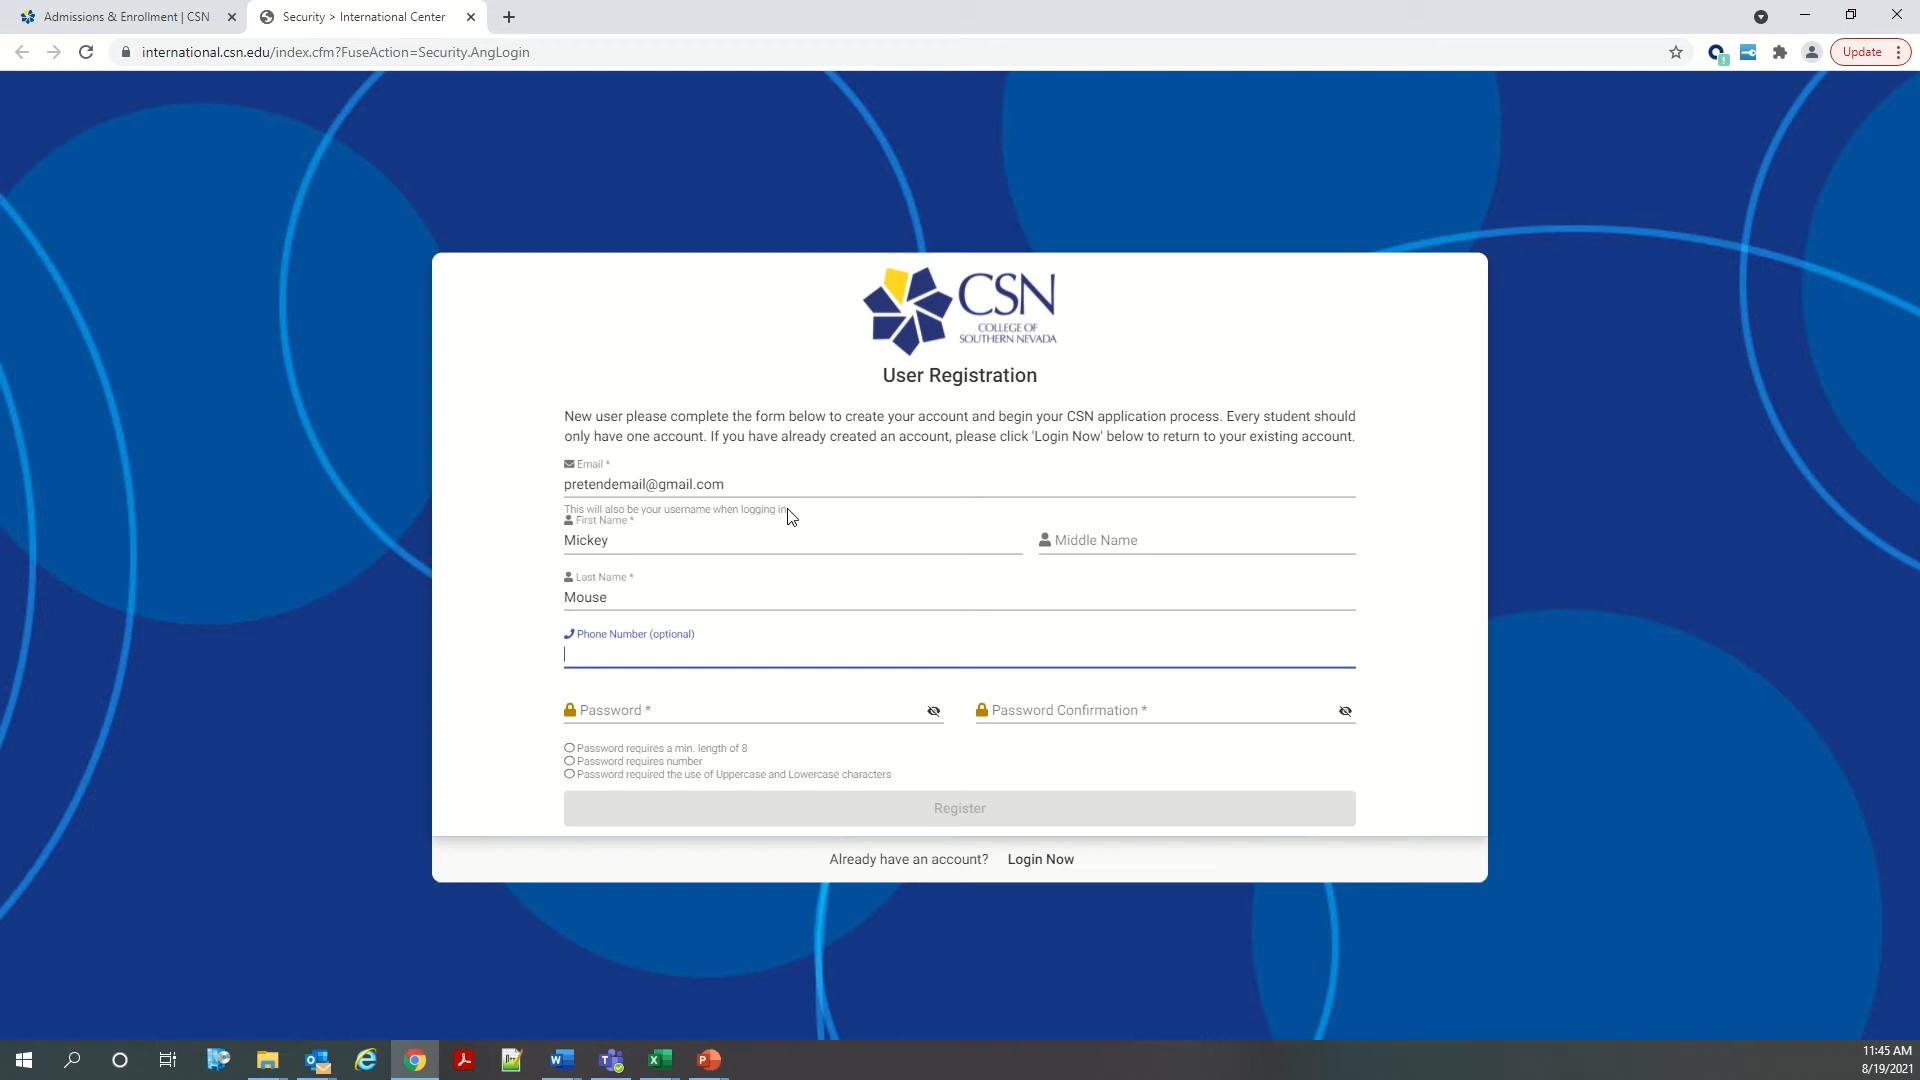 Admissions & Enrollment | CSN
Security > International Center
international.csn.edu/index.cfm?FuseAction=Security.AngLogin
Update
CSN
COLLEGE OF
SOUTHERN NEVADA
User Registration
New user please complete the form below to create your account and begin your CSN application process. Every student should
only have one account. If you have already created an account, please click 'Login Now' below to return to your existing account.
Email *
pretendemail@gmail.com
This will also be your username when logging in
First Name *
Mickey
Middle Name
Last Name *
Mouse
Phone Number (optional)
Password *
Password Confirmation *
Password requires a min. length of 8
Password requires number
Password required the use of Uppercase and Lowercase characters
Register
Already have an account? Login Now
11:45 AM
8/19/2021